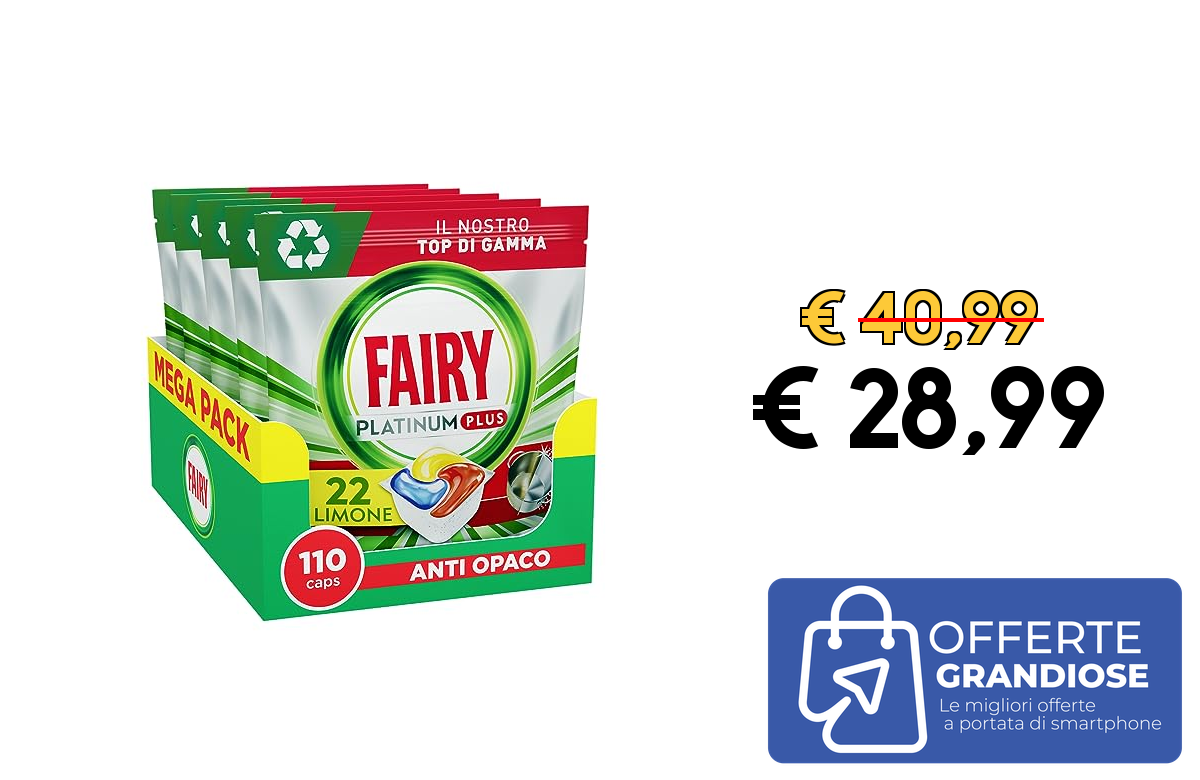 IL NOSTRO
TOP DI GAMMA
FAIRY
PLATINUM PLUS
22
LIMONE
MEGA PACK
FAIRY
110
caps
ANTI OPACO
€ 40,99
€ 28,99
OFFERTE
GRANDIOSE
Le migliori offerte
a portata di smartphone